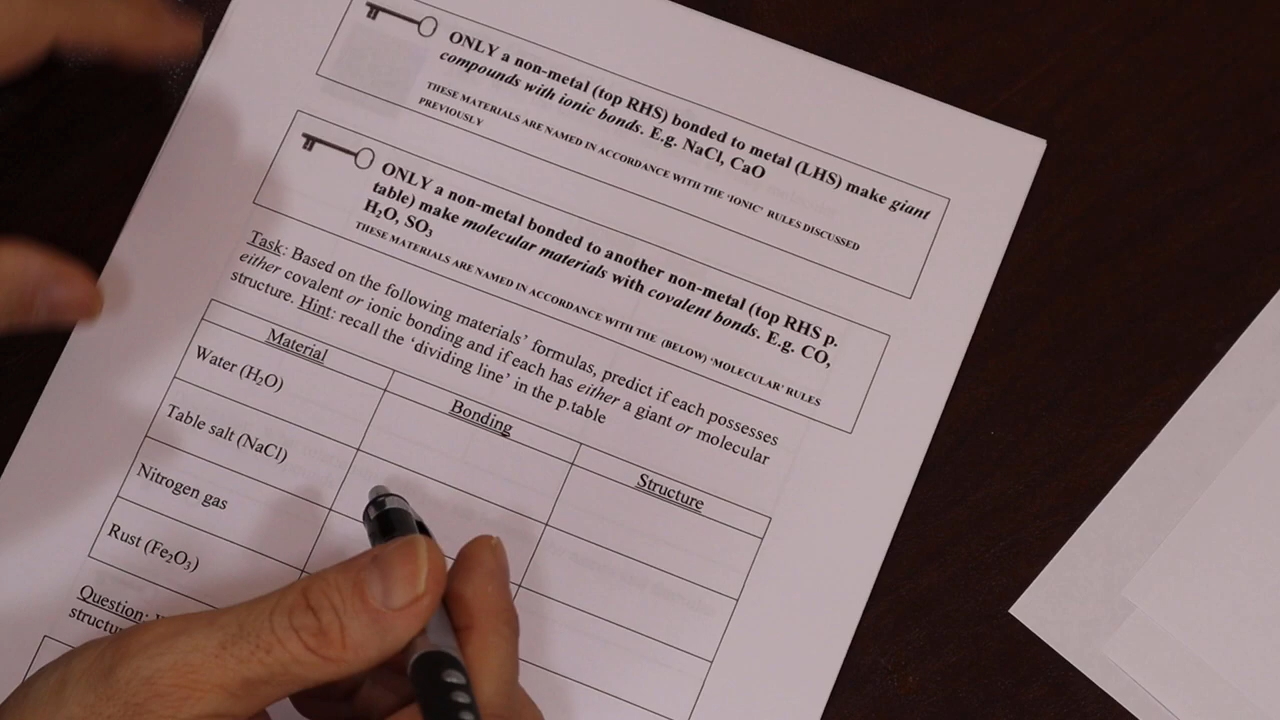 ONLY a non-metal (top RHS) bonded to metal (LHS) make giant
compounds with ionic bonds. E.g. NaCl, CaO
THESE MATERIALS ARE NAMED IN ACCORDANCE WITH THE 'IONIC' RULES DISCUSSED
PREVIOUSLY
ONLY a non-metal bonded to another non-metal (top RHS p.
table) make molecular materials with covalent bonds. E.g. CO,
H₂O, SO₃
THESE MATERIALS ARE NAMED IN ACCORDANCE WITH THE (BELOW) 'MOLECULAR' RULES
Task: Based on the following materials' formulas, predict if each possesses
either covalent or ionic bonding and if each has either a giant or molecular
structure. Hint: recall the 'dividing line' in the p.table
Material
Bonding
Structure
Water (H₂O)
Table salt (NaCl)
Nitrogen gas
Rust (Fe₂O₃)
Question: